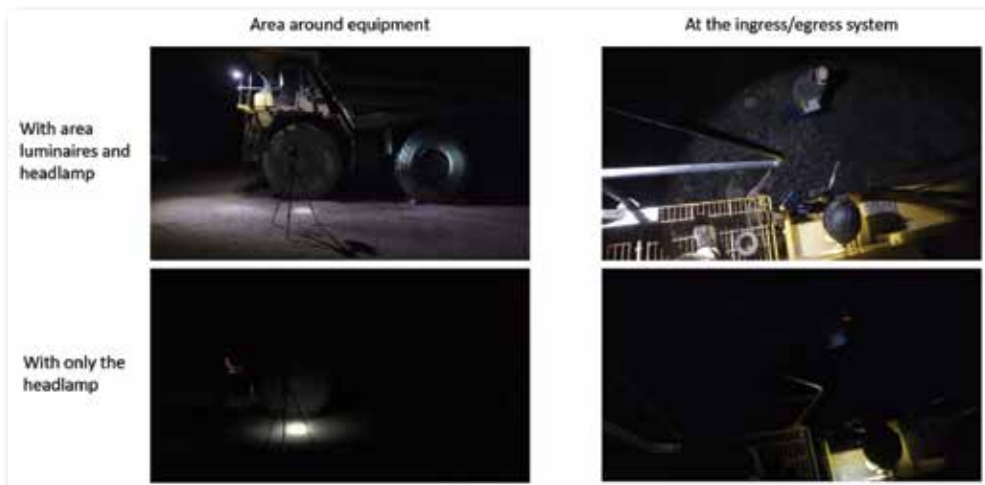 Area around equipment
At the ingress/egress system
With area
luminaires and
headlamp
With only the
headlamp